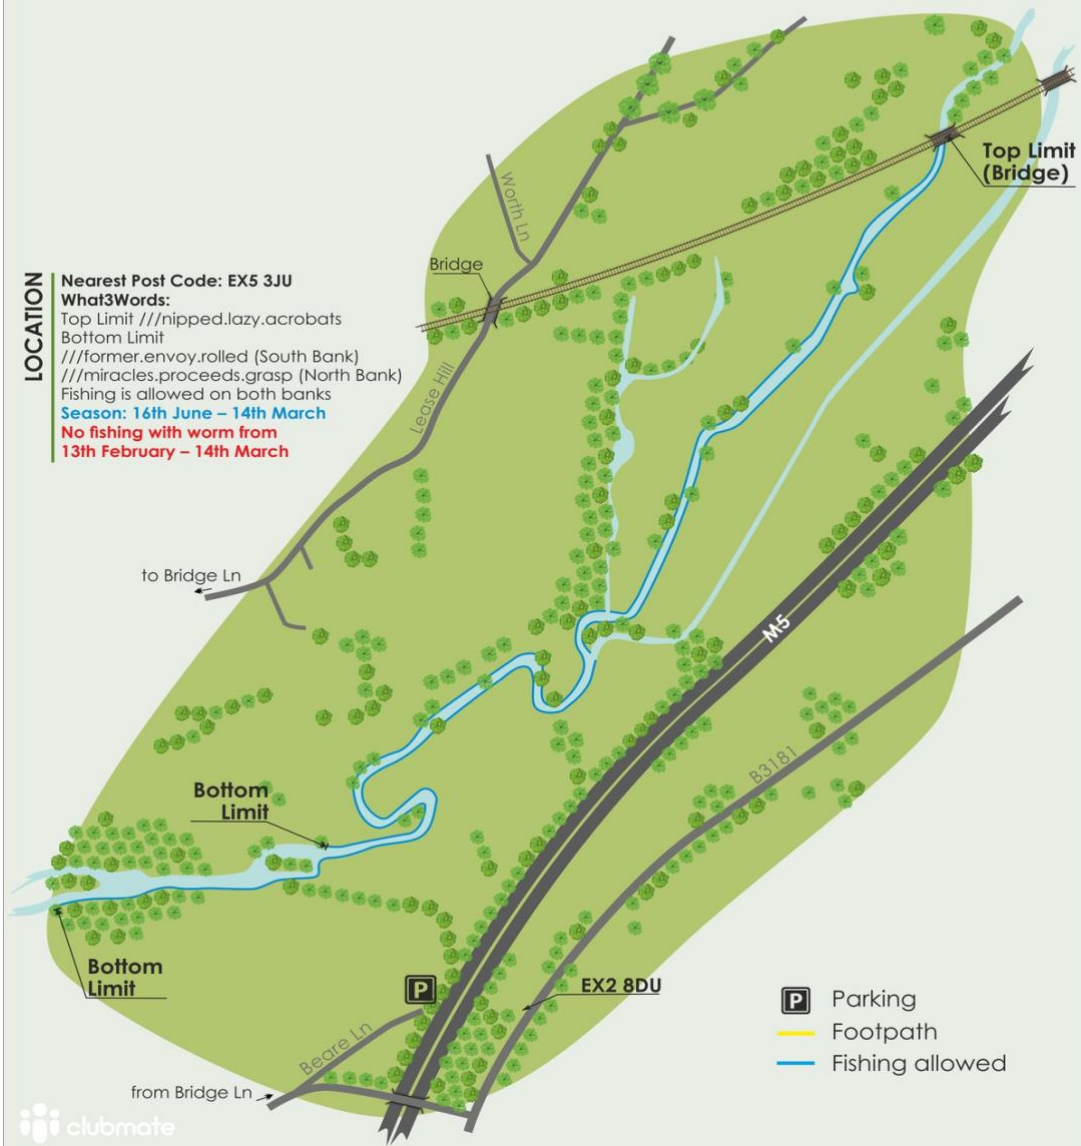 Top Limit
(Bridge)
Worth Ln
Bridge
LOCATION
Nearest Post Code: EX5 3JU
What3Words:
Top Limit ///nipped.lazy.acrobats
Bottom Limit
///former.envoy.rolled (South Bank)
///miracles.proceeds.grasp (North Bank)
Fishing is allowed on both banks
Season: 16th June – 14th March
No fishing with worm from
13th February – 14th March
Lease Hill
to Bridge Ln
M5
B3181
Bottom
Limit
Bottom
Limit
P
EX2 8DU
Beare Ln
from Bridge Ln
P Parking
Footpath
Fishing allowed
clubmate